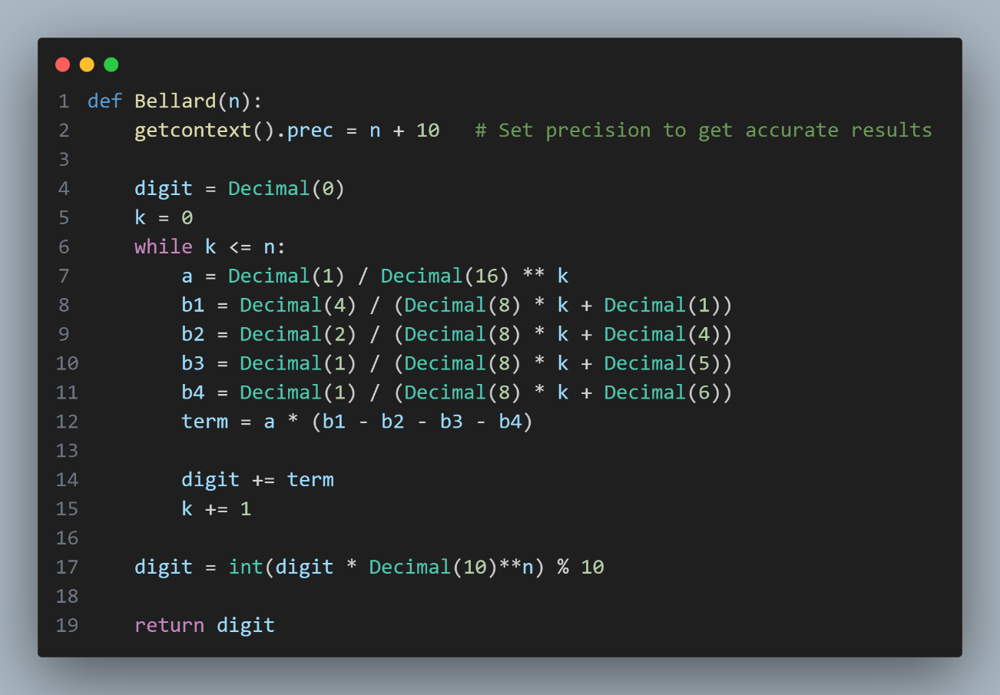 1 def Bellard(n):
2     getcontext().prec = n + 10   # Set precision to get accurate results
3
4     digit = Decimal(0)
5     k = 0
6     while k <= n:
7         a = Decimal(1) / Decimal(16) ** k
8         b1 = Decimal(4) / (Decimal(8) * k + Decimal(1))
9         b2 = Decimal(2) / (Decimal(8) * k + Decimal(4))
10         b3 = Decimal(1) / (Decimal(8) * k + Decimal(5))
11         b4 = Decimal(1) / (Decimal(8) * k + Decimal(6))
12         term = a * (b1 - b2 - b3 - b4)
13
14         digit += term
15         k += 1
16
17     digit = int(digit * Decimal(10)**n) % 10
18
19     return digit